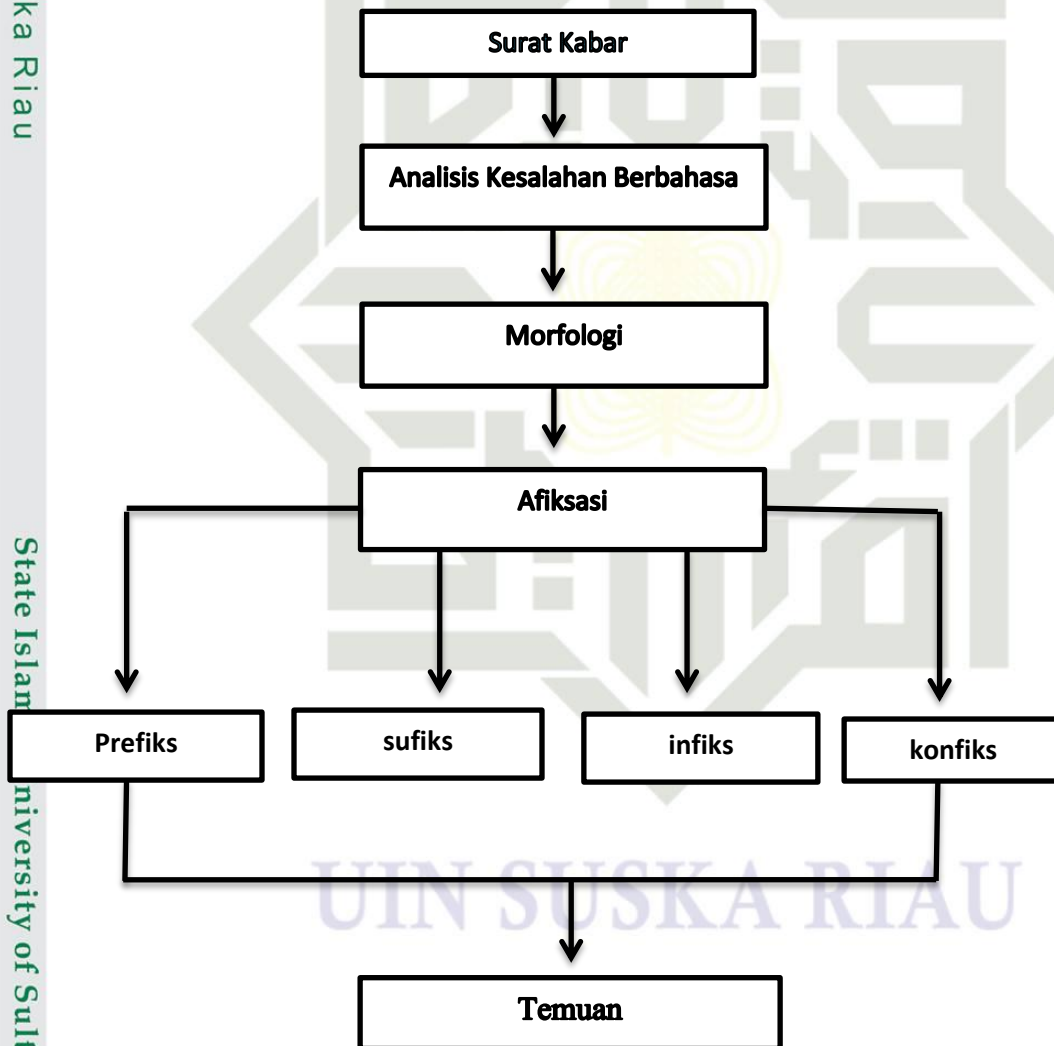 Surat Kabar
Analisis Kesalahan Berbahasa
Morfologi
Afiksasi
Prefiks
sufiks
infiks
konfiks
UIN SUSKA RIAU
Temuan
ka Riau
State Islam
niversity of Sult